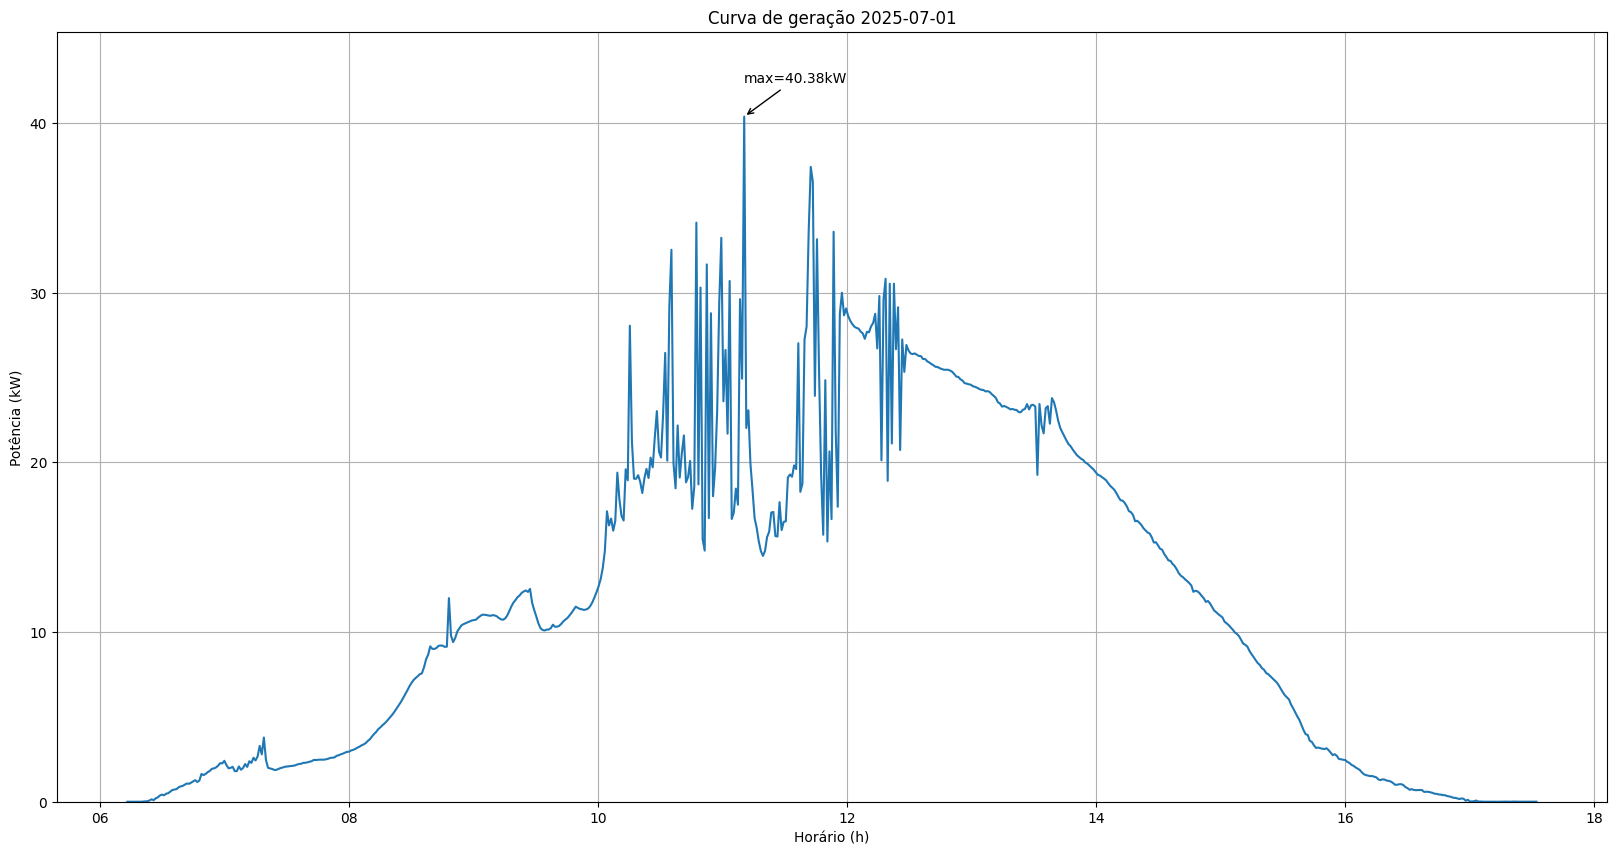 Curva de geração 2025-07-01
max=40.38kW
40
30
20
10
0
Potência (kW)
06 08 10 12 14 16 18
Horário (h)